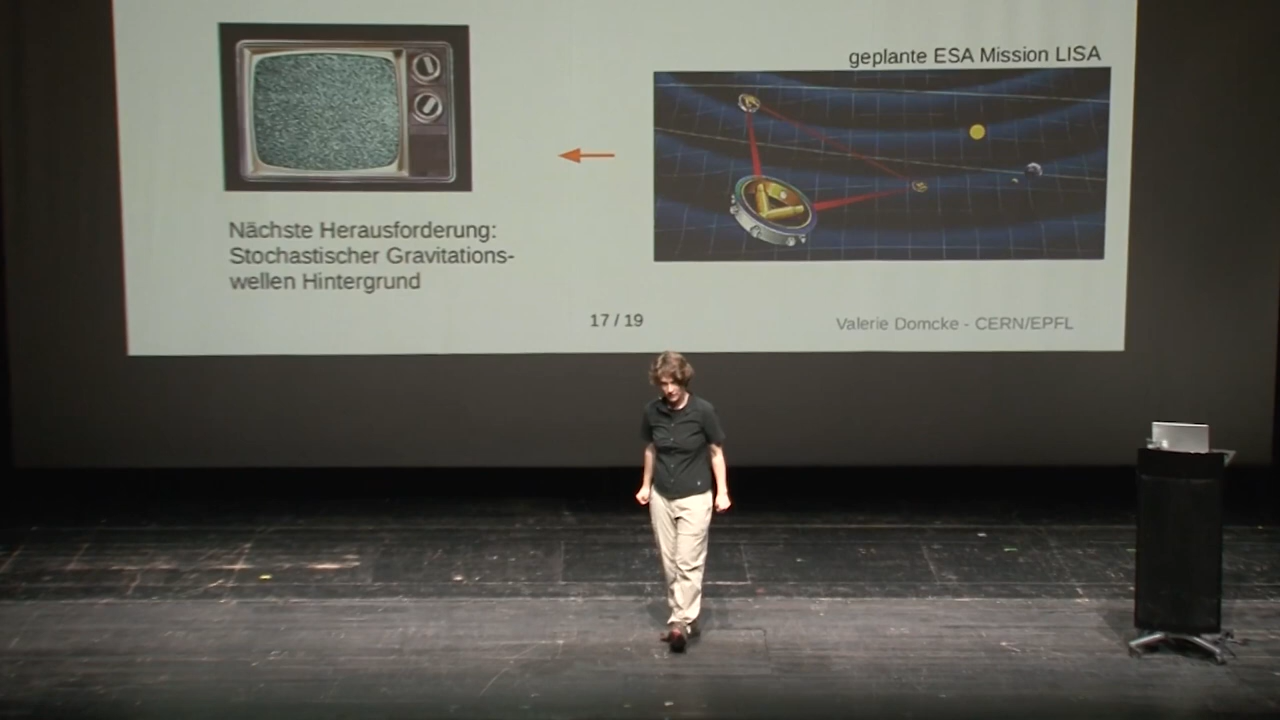 geplante ESA Mission LISA
Nächste Herausforderung:
Stochastischer Gravitations-
wellen Hintergrund
17 / 19
Valerie Domcke - CERN/EPFL